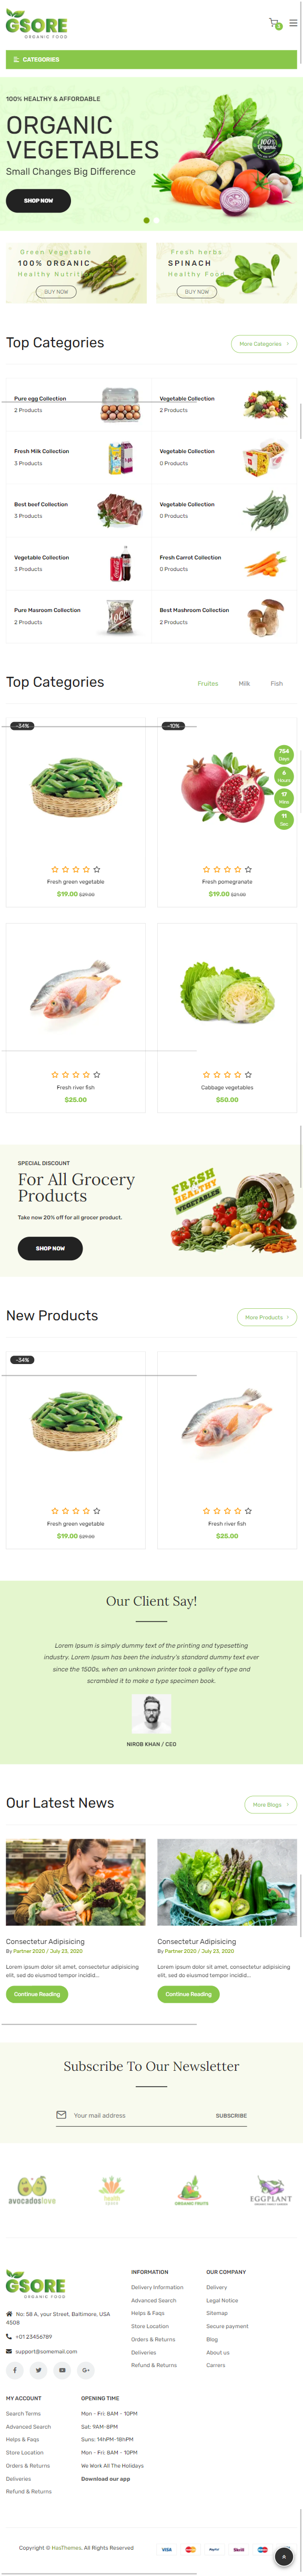 GSORE
ORGANIC FOOD
3
CATEGORIES
100% HEALTHY & AFFORDABLE
ORGANIC
VEGETABLES
Small Changes Big Difference
SHOP NOW
100%
Organic
Green Vegetable
100% ORGANIC
Healthy Nutrition
BUY NOW
Fresh herbs
SPINACH
Healthy Food
BUY NOW
Top Categories
More Categories
Pure egg Collection
2 Products
Vegetable Collection
2 Products
Fresh Milk Collection
3 Products
Vegetable Collection
0 Products
Best beef Collection
3 Products
Vegetable Collection
0 Products
Vegetable Collection
3 Products
Fresh Carrot Collection
0 Products
Pure Masroom Collection
2 Products
Best Mashroom Collection
2 Products
Top Categories
Fruites
Milk
Fish
-34%
Fresh green vegetable
$19.00 $29.00
-10%
754
Days
6
Hours
17
Mins
11
Sec
Fresh pomegranate
$19.00 $21.00
Fresh river fish
$25.00
Cabbage vegetables
$50.00
SPECIAL DISCOUNT
For All Grocery
Products
Take now 20% off for all grocer product.
SHOP NOW
FRESH
HEALTHY
VEGETABLES
New Products
More Products
-34%
Fresh green vegetable
$19.00 $29.00
Fresh river fish
$25.00
Our Client Say!
Lorem Ipsum is simply dummy text of the printing and typesetting
industry. Lorem Ipsum has been the industry's standard dummy text ever
since the 1500s, when an unknown printer took a galley of type and
scrambled it to make a type specimen book.
NIROB KHAN / CEO
Our Latest News
More Blogs
Consectetur Adipisicing
By Partner 2020 / July 23, 2020
Lorem ipsum dolor sit amet, consectetur adipisicing
elit, sed do eiusmod tempor incidid...
Continue Reading
Consectetur Adipisicing
By Partner 2020 / July 23, 2020
Lorem ipsum dolor sit amet, consectetur adipisicing
elit, sed do eiusmod tempor incidid...
Continue Reading
Subscribe To Our Newsletter
Your mail address
SUBSCRIBE
avocadoslove
ORGANIC FRUITS
EGGPLANT
GSORE
ORGANIC FOOD
No: 58 A, your Street, Baltimore, USA
4508
+01 23456789
support@somemail.com
INFORMATION
Delivery Information
Advanced Search
Helps & Faqs
Store Location
Orders & Returns
Deliveries
Refund & Returns
OUR COMPANY
Delivery
Legal Notice
Sitemap
Secure payment
Blog
About us
Carrers
MY ACCOUNT
Search Terms
Advanced Search
Helps & Faqs
Store Location
Orders & Returns
Deliveries
Refund & Returns
OPENING TIME
Mon - Fri: 8AM - 10PM
Sat: 9AM-8PM
Suns: 14hPM-18hPM
Mon - Fri: 8AM - 10PM
We Work All The Holidays
Download our app
Copyright © HasThemes. All Rights Reserved
VISA
PayPal
Skrill